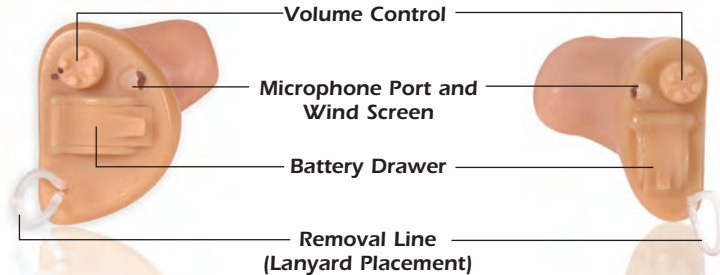 Volume Control
Microphone Port and
Wind Screen
Battery Drawer
Removal Line
(Lanyard Placement)